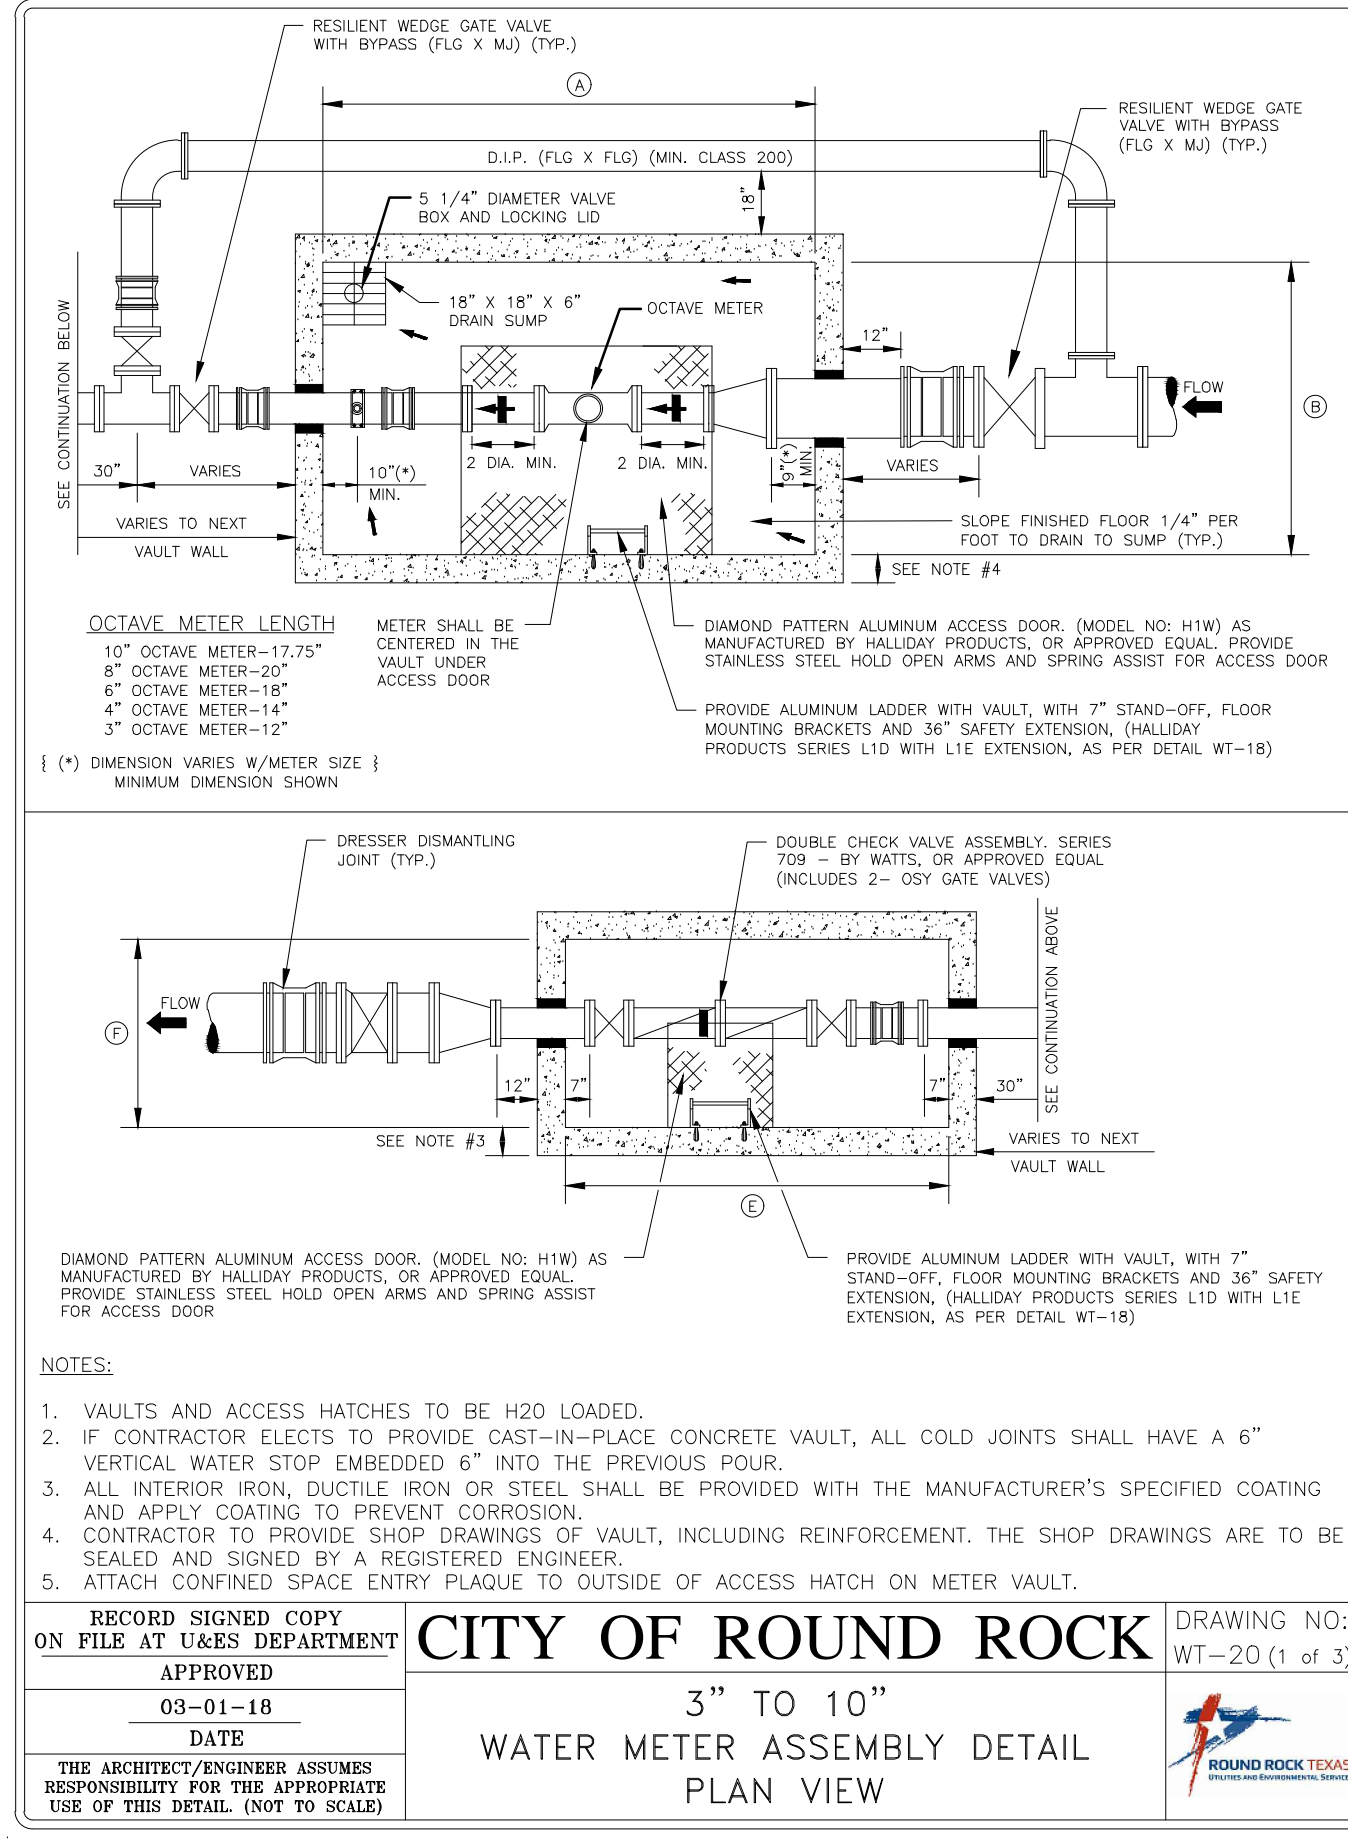 RESILIENT WEDGE GATE VALVE
WITH BYPASS (FLG X MJ) (TYP.)
A
RESILIENT WEDGE GATE
VALVE WITH BYPASS
(FLG X MJ) (TYP.)
D.I.P. (FLG X FLG) (MIN. CLASS 200)
18"
5 1/4" DIAMETER VALVE
BOX AND LOCKING LID
18" X 18" X 6"
DRAIN SUMP
OCTAVE METER
12"
SEE CONTINUATION BELOW
FLOW
B
30"
VARIES
10"(*)
MIN.
2 DIA. MIN.
2 DIA. MIN.
9"(*)
MIN.
VARIES
VARIES TO NEXT
VAULT WALL
SLOPE FINISHED FLOOR 1/4" PER
FOOT TO DRAIN TO SUMP (TYP.)
SEE NOTE #4
OCTAVE METER LENGTH
10" OCTAVE METER-17.75"
8" OCTAVE METER-20"
6" OCTAVE METER-18"
4" OCTAVE METER-14"
3" OCTAVE METER-12"
{ (*) DIMENSION VARIES W/METER SIZE }
MINIMUM DIMENSION SHOWN
METER SHALL BE
CENTERED IN THE
VAULT UNDER
ACCESS DOOR
DIAMOND PATTERN ALUMINUM ACCESS DOOR. (MODEL NO: H1W) AS
MANUFACTURED BY HALLIDAY PRODUCTS, OR APPROVED EQUAL. PROVIDE
STAINLESS STEEL HOLD OPEN ARMS AND SPRING ASSIST FOR ACCESS DOOR
PROVIDE ALUMINUM LADDER WITH VAULT, WITH 7" STAND-OFF, FLOOR
MOUNTING BRACKETS AND 36" SAFETY EXTENSION, (HALLIDAY
PRODUCTS SERIES L1D WITH L1E EXTENSION, AS PER DETAIL WT-18)
DRESSER DISMANTLING
JOINT (TYP.)
DOUBLE CHECK VALVE ASSEMBLY. SERIES
709 - BY WATTS, OR APPROVED EQUAL
(INCLUDES 2- OSY GATE VALVES)
SEE CONTINUATION ABOVE
FLOW
F
12"
7"
7"
30"
SEE NOTE #3
VARIES TO NEXT
VAULT WALL
E
DIAMOND PATTERN ALUMINUM ACCESS DOOR. (MODEL NO: H1W) AS
MANUFACTURED BY HALLIDAY PRODUCTS, OR APPROVED EQUAL.
PROVIDE STAINLESS STEEL HOLD OPEN ARMS AND SPRING ASSIST
FOR ACCESS DOOR
PROVIDE ALUMINUM LADDER WITH VAULT, WITH 7"
STAND-OFF, FLOOR MOUNTING BRACKETS AND 36" SAFETY
EXTENSION, (HALLIDAY PRODUCTS SERIES L1D WITH L1E
EXTENSION, AS PER DETAIL WT-18)
NOTES:
1. VAULTS AND ACCESS HATCHES TO BE H20 LOADED.
2. IF CONTRACTOR ELECTS TO PROVIDE CAST-IN-PLACE CONCRETE VAULT, ALL COLD JOINTS SHALL HAVE A 6"
VERTICAL WATER STOP EMBEDDED 6" INTO THE PREVIOUS POUR.
3. ALL INTERIOR IRON, DUCTILE IRON OR STEEL SHALL BE PROVIDED WITH THE MANUFACTURER'S SPECIFIED COATING
AND APPLY COATING TO PREVENT CORROSION.
4. CONTRACTOR TO PROVIDE SHOP DRAWINGS OF VAULT, INCLUDING REINFORCEMENT. THE SHOP DRAWINGS ARE TO BE
SEALED AND SIGNED BY A REGISTERED ENGINEER.
5. ATTACH CONFINED SPACE ENTRY PLAQUE TO OUTSIDE OF ACCESS HATCH ON METER VAULT.
RECORD SIGNED COPY
ON FILE AT U&ES DEPARTMENT
APPROVED
03-01-18
DATE
THE ARCHITECT/ENGINEER ASSUMES
RESPONSIBILITY FOR THE APPROPRIATE
USE OF THIS DETAIL. (NOT TO SCALE)
CITY OF ROUND ROCK
3" TO 10"
WATER METER ASSEMBLY DETAIL
PLAN VIEW
DRAWING NO:
WT-20 (1 of 3)
ROUND ROCK TEXAS
UTILITIES AND ENVIRONMENTAL SERVICE